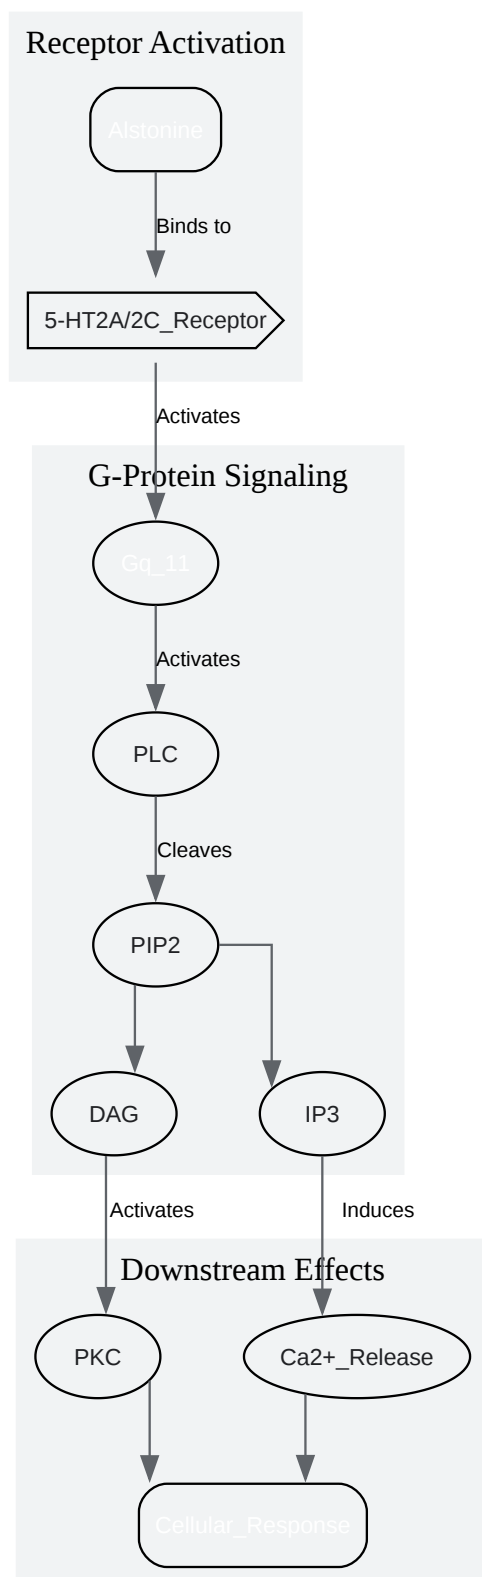 Receptor Activation
Alstonine
Binds to
5-HT2A/2C_Receptor
Activates
G-Protein Signaling
Gq_11
Activates
PLC
Cleaves
PIP2
DAG
IP3
Activates
Induces
Downstream Effects
PKC
Ca2+_Release
Cellular_Response